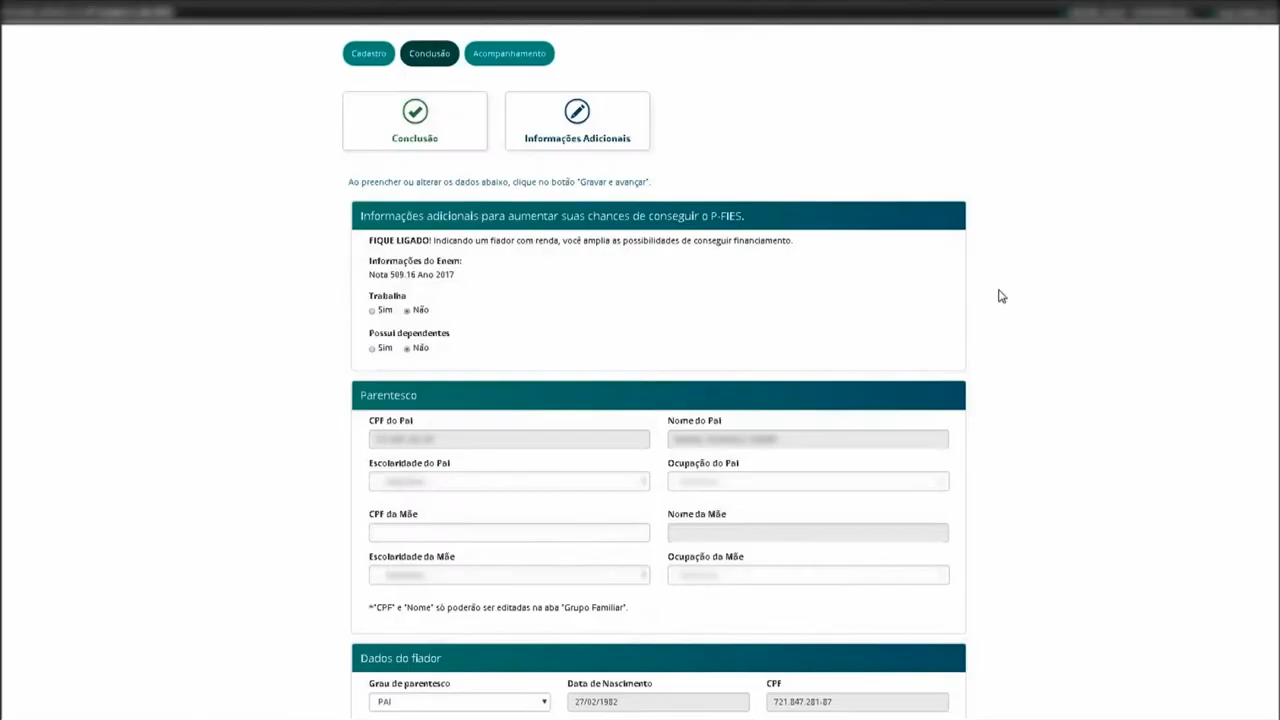 Cadastro Conclusão Acompanhamento
Conclusão Informações Adicionais
Ao preencher ou alterar os dados abaixo, clique no botão "Gravar e avançar".
Informações adicionais para aumentar suas chances de conseguir o P-FIES.
FIQUE LIGADO! Indicando um fiador com renda, você amplia as possibilidades de conseguir financiamento.
Informações do Enem:
Nota 509.16 Ano 2017
Trabalha
Sim Não
Possui dependentes
Sim Não
Parentesco
CPF do Pai Nome do Pai
Escolaridade do Pai Ocupação do Pai
CPF da Mãe Nome da Mãe
Escolaridade da Mãe Ocupação da Mãe
*"CPF" e "Nome" só poderão ser editadas na aba "Grupo Familiar".
Dados do fiador
Grau de parentesco Data de Nascimento CPF
PAI 27/02/1982 721.847.281-87